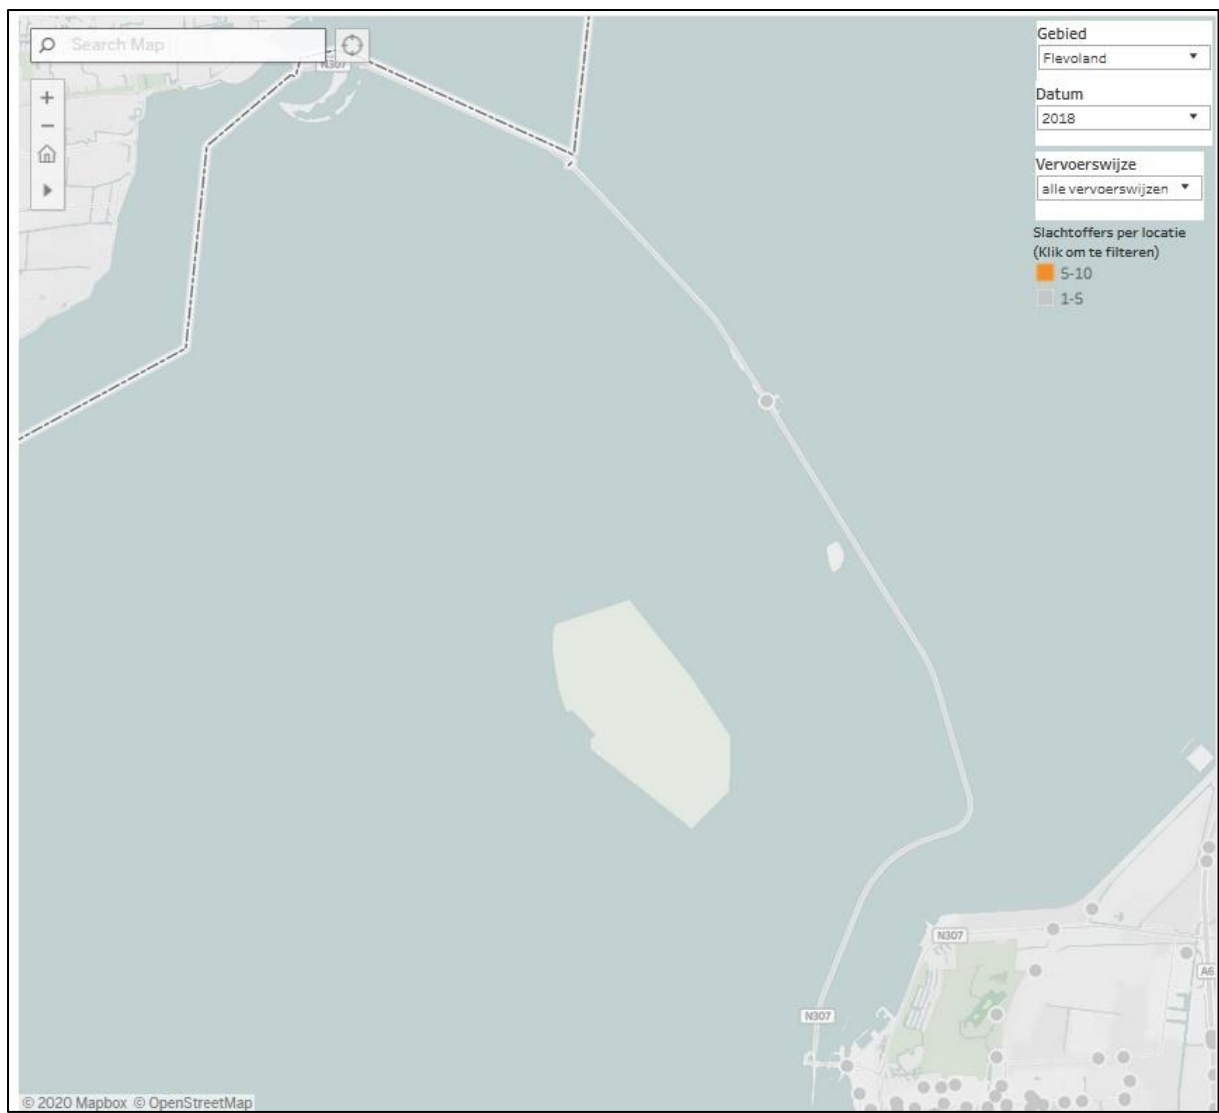 Search Map
N307
Gebied
Flevoland
Datum
2018
Vervoerswijze
alle vervoerswijzen
Slachtoffers per locatie
(Klik om te filteren)
5-10
1-5
N307
A6
N307
© 2020 Mapbox © OpenStreetMap